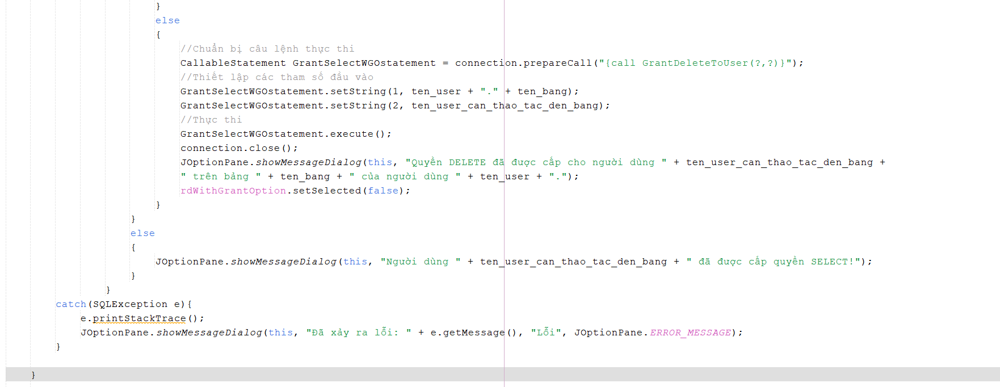 }
else
{
//Chuẩn bị câu lệnh thực thi
CallableStatement GrantSelectWGOstatement = connection.prepareCall("{call GrantDeleteToUser(?,?)}");
//Thiết lập các tham số đầu vào
GrantSelectWGOstatement.setString(1, ten_user + "." + ten_bang);
GrantSelectWGOstatement.setString(2, ten_user_can_thao_tac_den_bang);
//Thực thi
GrantSelectWGOstatement.execute();
connection.close();
JOptionPane.showMessageDialog(this, "Quyền DELETE đã được cấp cho người dùng " + ten_user_can_thao_tac_den_bang +
" trên bảng " + ten_bang + " của người dùng " + ten_user + ".");
rdWithGrantOption.setSelected(false);
}
}
else
{
JOptionPane.showMessageDialog(this, "Người dùng " + ten_user_can_thao_tac_den_bang + " đã được cấp quyền SELECT!");
}
}
catch(SQLException e){
e.printStackTrace();
JOptionPane.showMessageDialog(this, "Đã xảy ra lỗi: " + e.getMessage(), "Lỗi", JOptionPane.ERROR_MESSAGE);
}
}